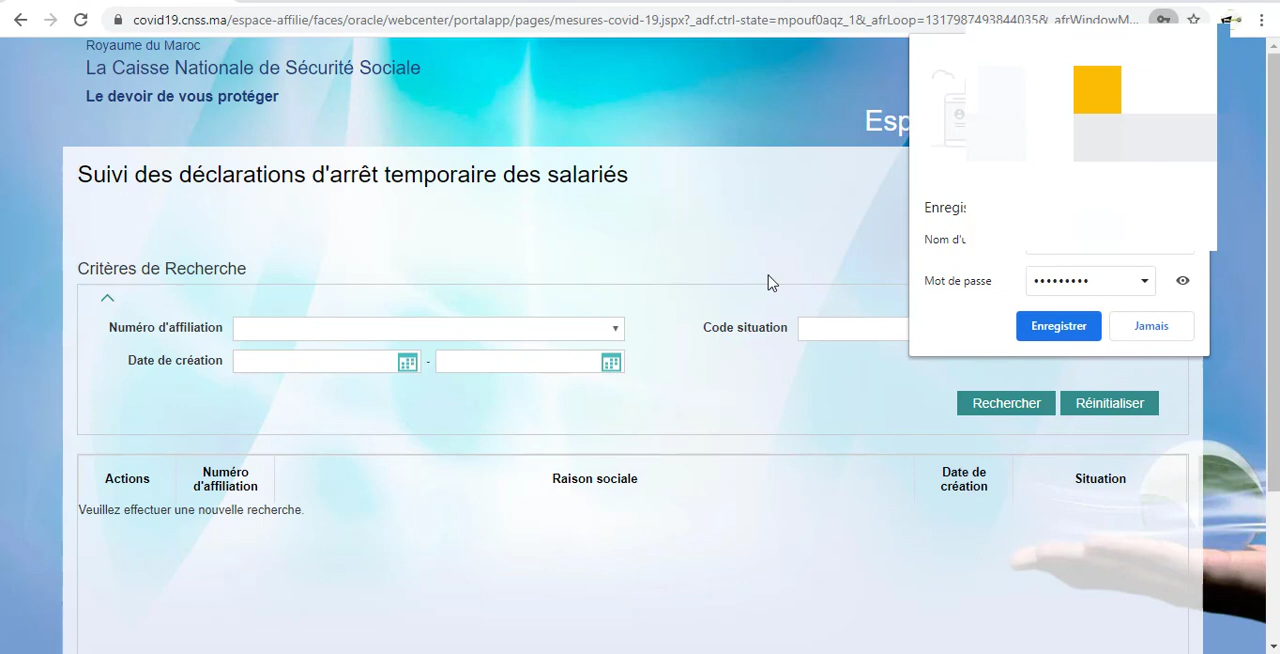 covid19.cnss.ma/espace-affilie/faces/oracle/webcenter/portalapp/pages/mesures-covid-19.jspx?_adf.ctrl-state=mpouf0aqz_1&_afrLoop=1317987493844035&_afrWindowM...
Royaume du Maroc
La Caisse Nationale de Sécurité Sociale
Le devoir de vous protéger
Esp
Suivi des déclarations d'arrêt temporaire des salariés
Enregis
Nom d'u
Mot de passe
Enregistrer
Jamais
Critères de Recherche
Numéro d'affiliation
Code situation
Date de création
-
Rechercher
Réinitialiser
Actions
Numéro d'affiliation
Raison sociale
Date de création
Situation
Veuillez effectuer une nouvelle recherche.